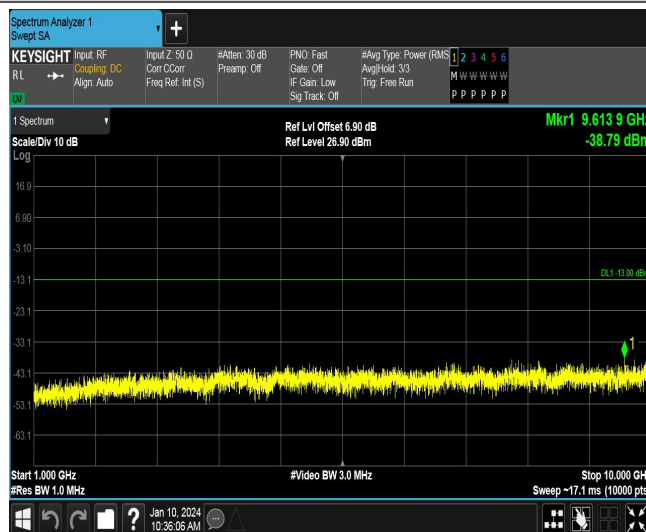 Spectrum Analyzer 1
Swept SA
KEYSIGHT Input: RF Input Z: 50 Ω #Atten: 30 dB PNO: Fast #Avg Type: Power (RMS 1 2 3 4 5 6
RL Coupling: DC Corr CCorr Preamp: Off Gate: Off Avg|Hold: 3/3 M W W W W W
Align: Auto Freq Ref: Int (S) IF Gain: Low Trig: Free Run
LXI Sig Track: Off P P P P P P
1 Spectrum Ref Lvl Offset 6.90 dB Mkr1 9.613 9 GHz
Scale/Div 10 dB Ref Level 26.90 dBm -38.79 dBm
Log
16.9
6.90
-3.10
DL1 -13.00 dBm
-13.1
-23.1
-33.1
1
-43.1
-53.1
-63.1
Start 1.000 GHz #Video BW 3.0 MHz Stop 10.000 GHz
#Res BW 1.0 MHz Sweep ~17.1 ms (10000 pts
? Jan 10, 2024
10:36:06 AM